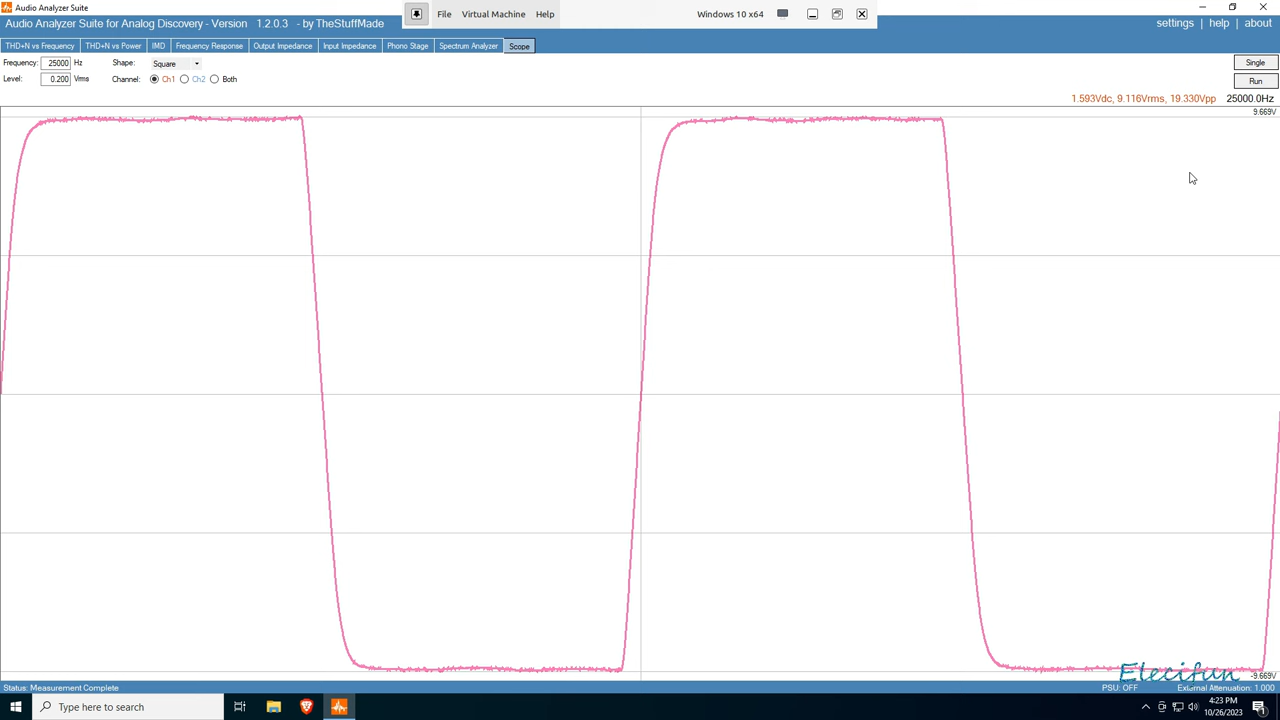 Audio Analyzer Suite
File Virtual Machine Help Windows 10 x64
Audio Analyzer Suite for Analog Discovery - Version 1.2.0.3 - by TheStuffMade
settings | help | about
THD+N vs Frequency THD+N vs Power IMD Frequency Response Output Impedance Input Impedance Phono Stage Spectrum Analyzer Scope
Frequency: 25000 Hz Shape: Square Single
Level: 0.200 Vrms Channel: Ch1 Ch2 Both Run
1.593Vdc, 9.116Vrms, 19.330Vpp 25000.0Hz
9.669V
Elecifun
-9.669V
Status: Measurement Complete PSU: OFF External Attenuation: 1.000
Type here to search
4:23 PM
10/26/2023
1